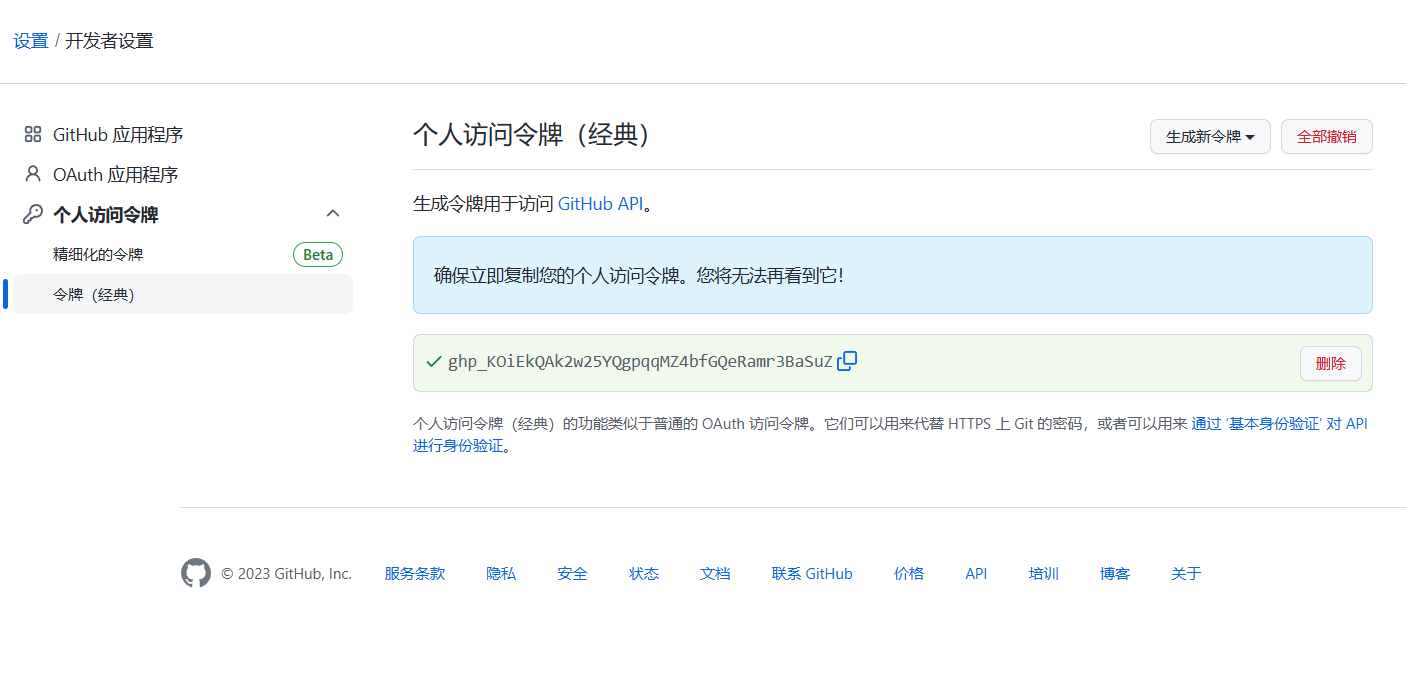 设置 / 开发者设置
GitHub 应用程序
OAuth 应用程序
个人访问令牌
精细化的令牌 Beta
令牌（经典）
个人访问令牌（经典） 生成新令牌 全部撤销
生成令牌用于访问 GitHub API。
确保立即复制您的个人访问令牌。您将无法再看到它！
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 删除
个人访问令牌（经典）的功能类似于普通的 OAuth 访问令牌。它们可以用来代替 HTTPS 上 Git 的密码，或者可以用来 通过 ‘基本身份验证’ 对 API
进行身份验证。
© 2023 GitHub, Inc. 服务条款 隐私 安全 状态 文档 联系 GitHub 价格 API 培训 博客 关于